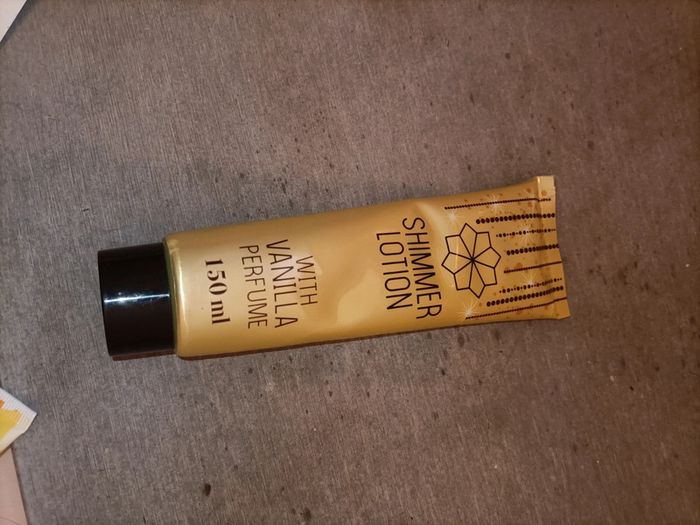 SHIMMER
LOTION
WITH
VANILLA
PERFUME
150 ml